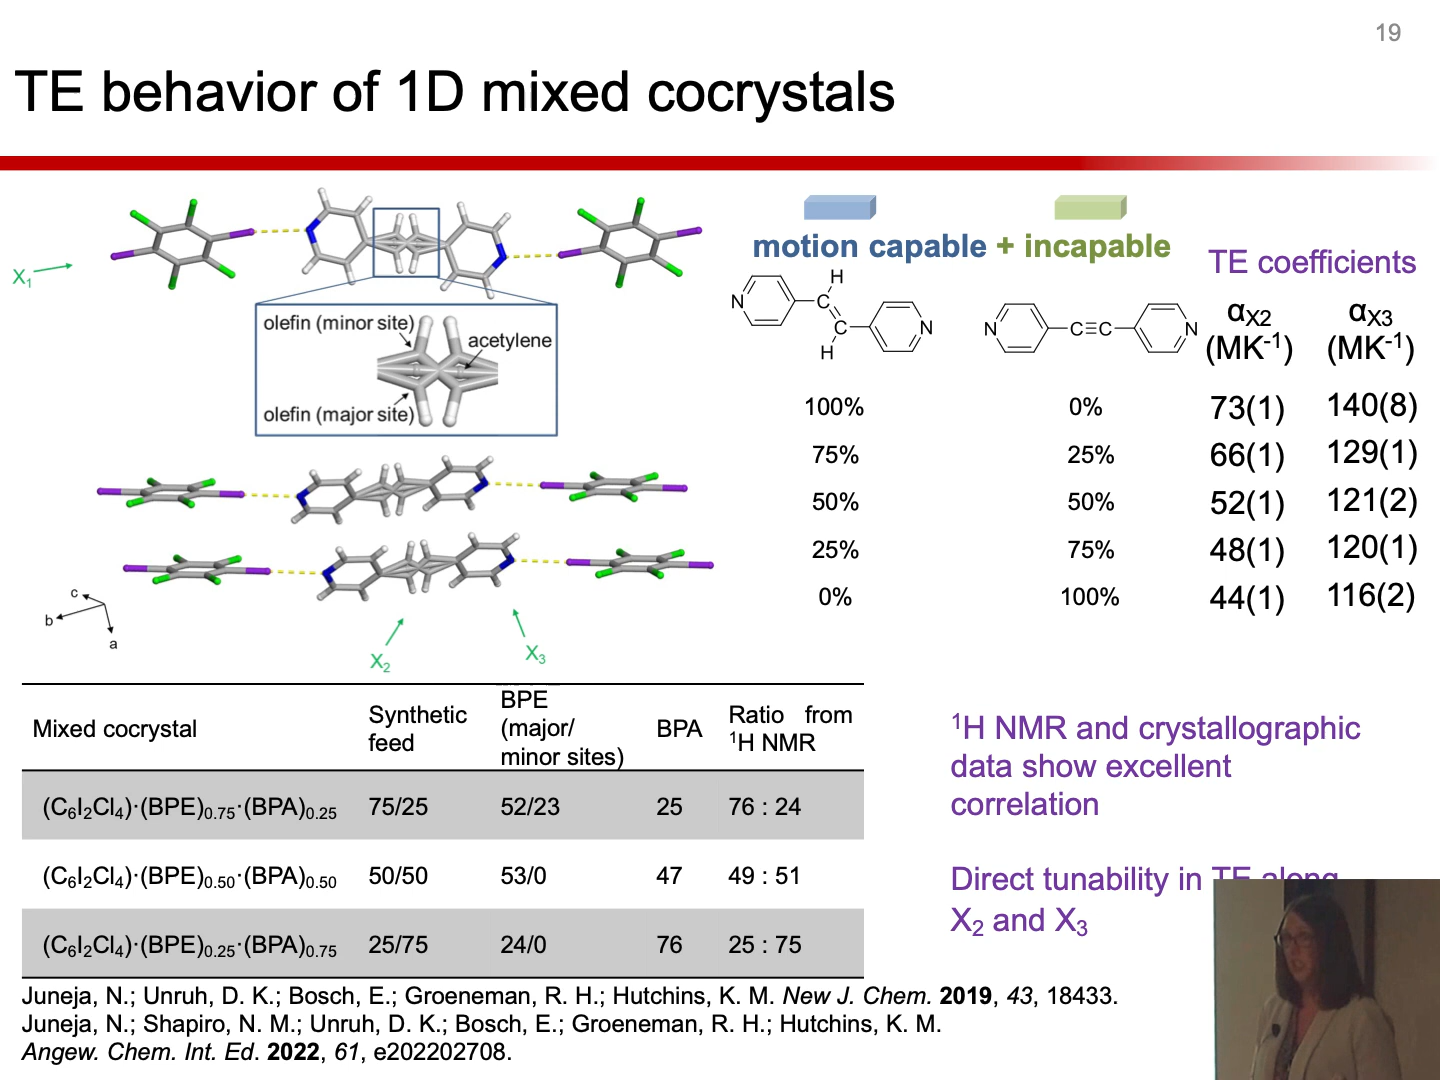 19
TE behavior of 1D mixed cocrystals
X1
olefin (minor site)
acetylene
olefin (major site)
c
b
a
X2
X3
motion capable + incapable
TE coefficients
N
H
C
C
H
N
N
C≡C
N
αX2 (MK-1)
αX3 (MK-1)
100% 0% 73(1) 140(8)
75% 25% 66(1) 129(1)
50% 50% 52(1) 121(2)
25% 75% 48(1) 120(1)
0% 100% 44(1) 116(2)
Mixed cocrystal
Synthetic feed
BPE (major/ minor sites)
BPA
Ratio from 1H NMR
(C6I2Cl4)·(BPE)0.75·(BPA)0.25 75/25 52/23 25 76 : 24
(C6I2Cl4)·(BPE)0.50·(BPA)0.50 50/50 53/0 47 49 : 51
(C6I2Cl4)·(BPE)0.25·(BPA)0.75 25/75 24/0 76 25 : 75
1H NMR and crystallographic
data show excellent
correlation
Direct tunability in TE along
X2 and X3
Juneja, N.; Unruh, D. K.; Bosch, E.; Groeneman, R. H.; Hutchins, K. M. New J. Chem. 2019, 43, 18433.
Juneja, N.; Shapiro, N. M.; Unruh, D. K.; Bosch, E.; Groeneman, R. H.; Hutchins, K. M.
Angew. Chem. Int. Ed. 2022, 61, e202202708.